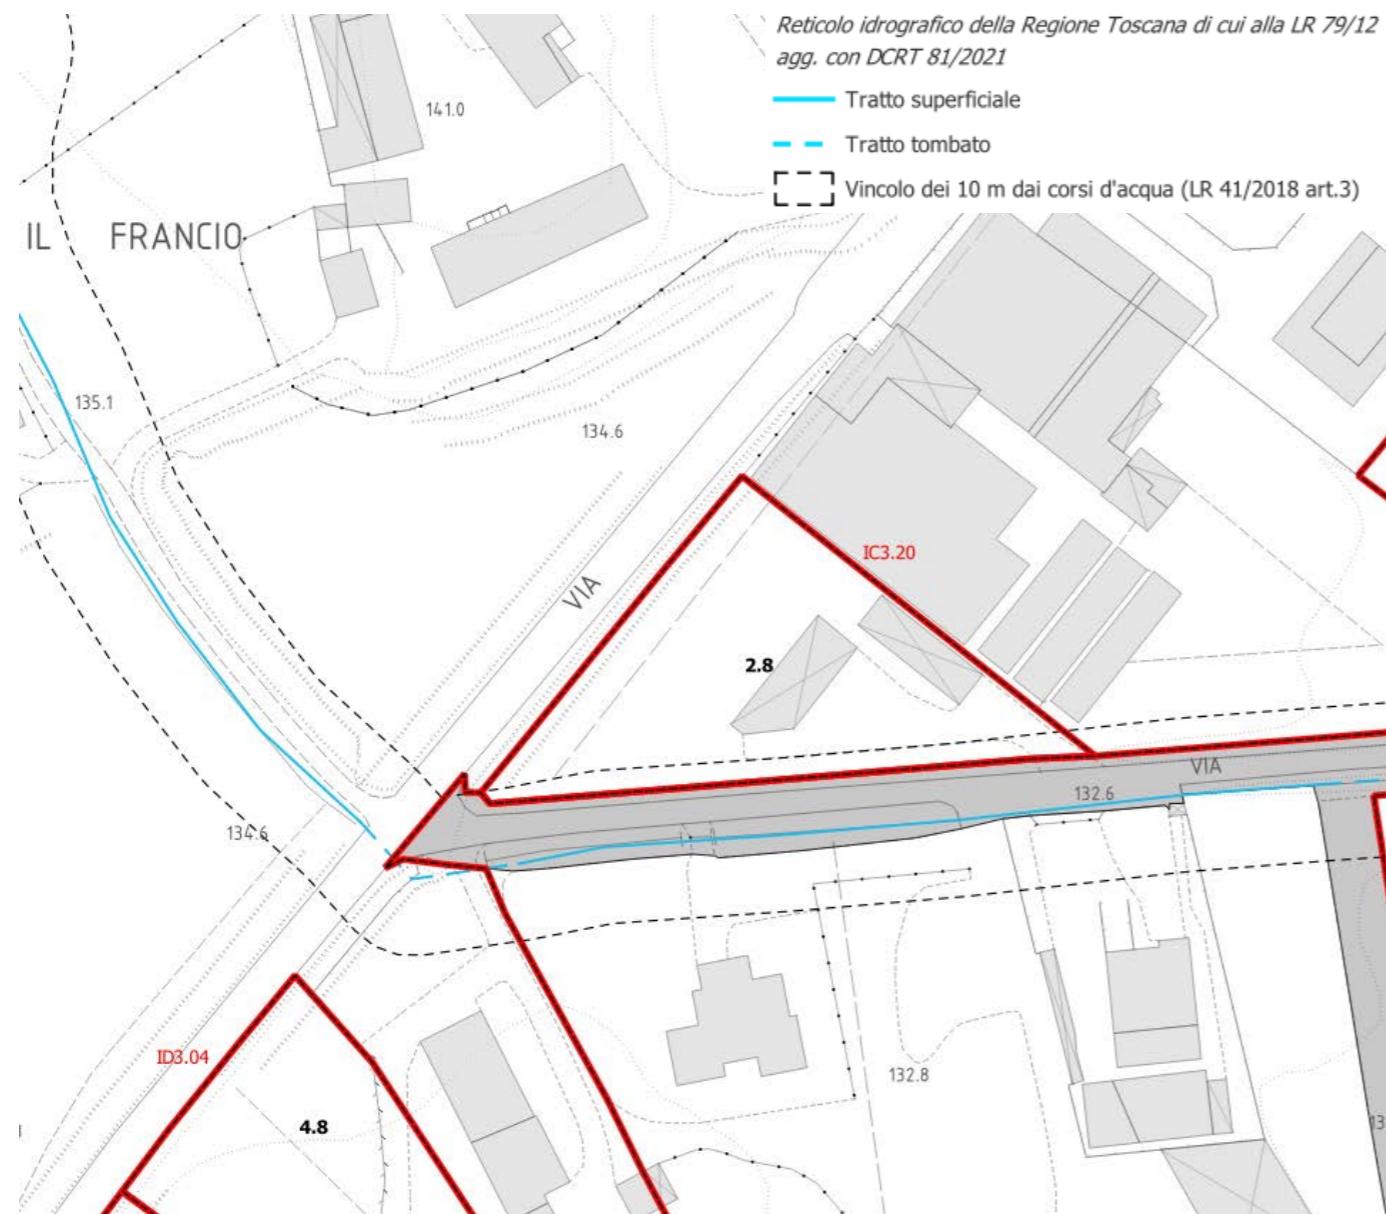 Reticolo idrografico della Regione Toscana di cui alla LR 79/12
agg. con DCRT 81/2021
Tratto superficiale
Tratto tombato
Vincolo dei 10 m dai corsi d'acqua (LR 41/2018 art.3)
141.0
IL FRANCIO
135.1
134.6
IC3.20
VIA
2.8
VIA
132.6
134.6
ID3.04
132.8
4.8